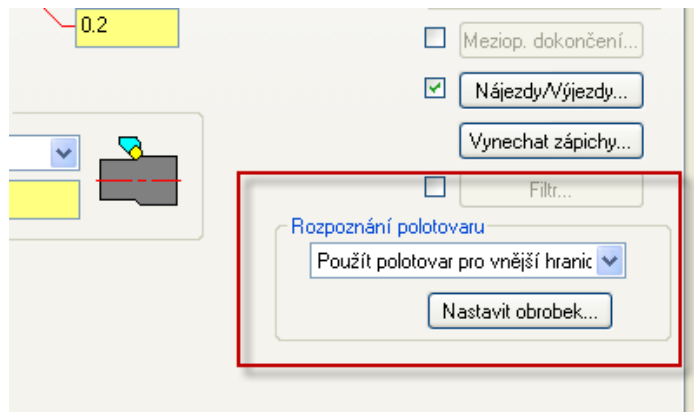 0.2
Meziop. dokončení...
Nájezdy/Výjezdy...
Vynechat zápichy...
Filtr...
Rozpoznání polotovaru
Použít polotovar pro vnější hranic
Nastavit obrobek...